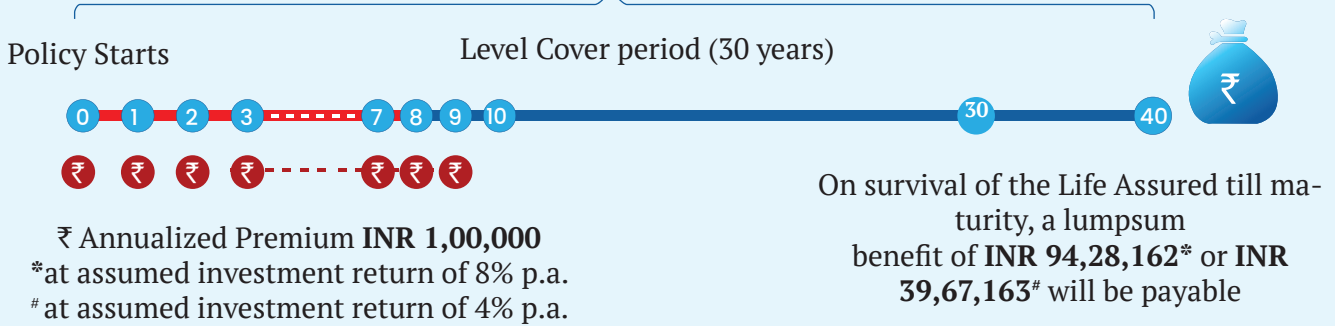 Policy Starts
Level Cover period (30 years)
₹
0 1 2 3 7 8 9 10 30 40
₹ ₹ ₹ ₹ ₹ ₹ ₹
₹ Annualized Premium INR 1,00,000
*at assumed investment return of 8% p.a.
# at assumed investment return of 4% p.a.
On survival of the Life Assured till ma-
turity, a lumpsum
benefit of INR 94,28,162* or INR
39,67,163# will be payable